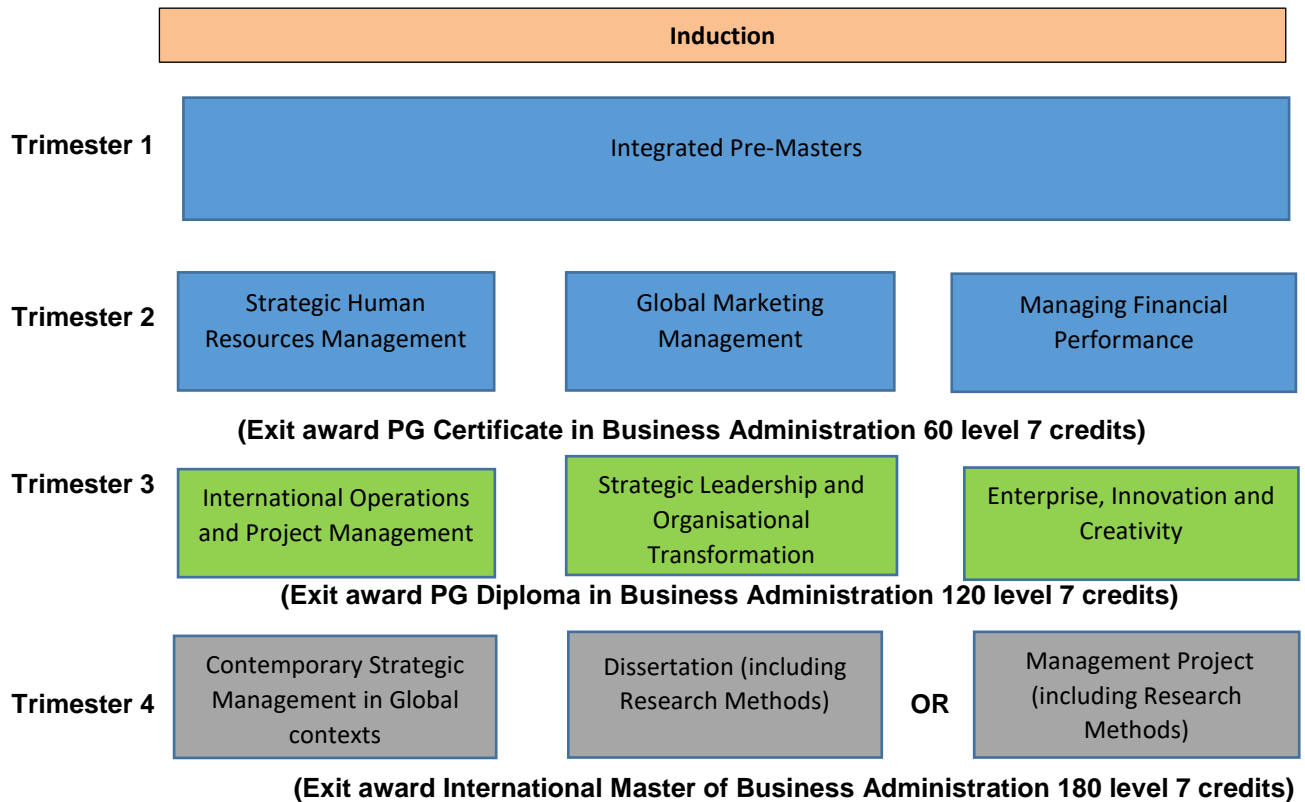 Induction
Trimester 1
Integrated Pre-Masters
Trimester 2
Strategic Human
Resources Management
Global Marketing
Management
Managing Financial
Performance
(Exit award PG Certificate in Business Administration 60 level 7 credits)
Trimester 3
International Operations
and Project Management
Strategic Leadership and
Organisational
Transformation
Enterprise, Innovation and
Creativity
(Exit award PG Diploma in Business Administration 120 level 7 credits)
Trimester 4
Contemporary Strategic
Management in Global
contexts
Dissertation (including
Research Methods)
OR
Management Project
(including Research
Methods)
(Exit award International Master of Business Administration 180 level 7 credits)